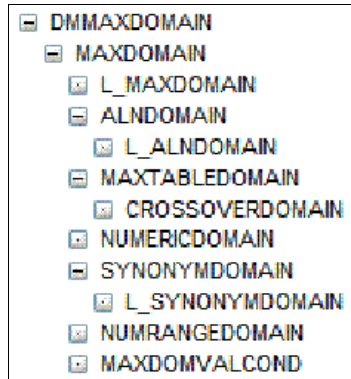 DMMAXDOMAIN
MAXDOMAIN
L_MAXDOMAIN
ALNDOMAIN
L_ALNDOMAIN
MAXTABLEDOMAIN
CROSSOVERDOMAIN
NUMERICDOMAIN
SYNONYMDOMAIN
L_SYNONYMDOMAIN
NUMRANGEDOMAIN
MAXDOMVALCOND